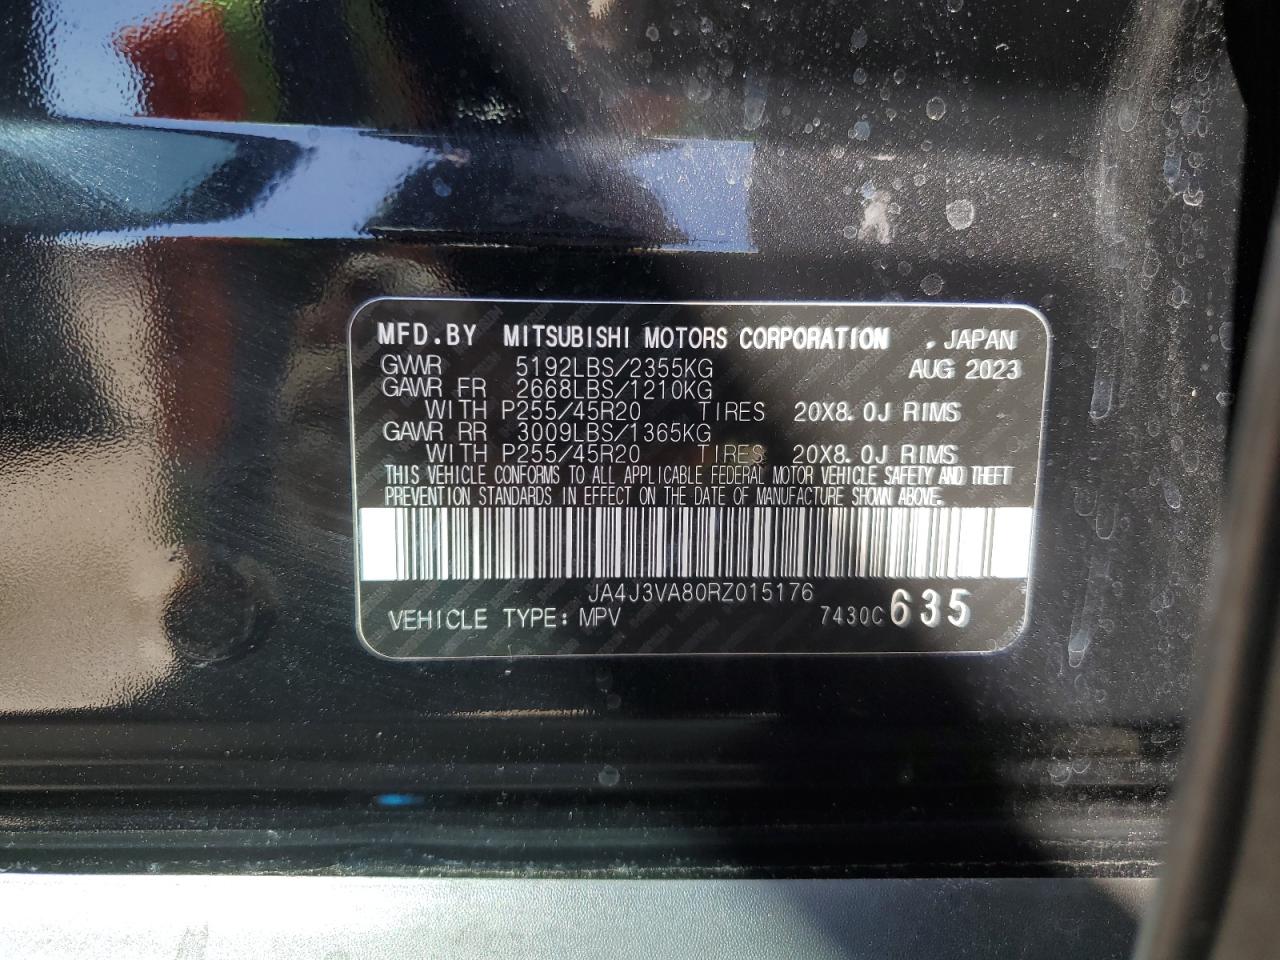 MFD.BY MITSUBISHI MOTORS CORPORATION , JAPAN
GWR 5192LBS/2355KG AUG 2023
GAWR FR 2668LBS/1210KG
WITH P255/45R20 TIRES 20X8.0J RIMS
GAWR RR 3009LBS/1365KG
WITH P255/45R20 TIRES 20X8.0J RIMS
THIS VEHICLE CONFORMS TO ALL APPLICABLE FEDERAL MOTOR VEHICLE SAFETY AND THEFT
PREVENTION STANDARDS IN EFFECT ON THE DATE OF MANUFACTURE SHOWN ABOVE.
JA4J3VA80RZ015176
VEHICLE TYPE: MPV 7430C 635